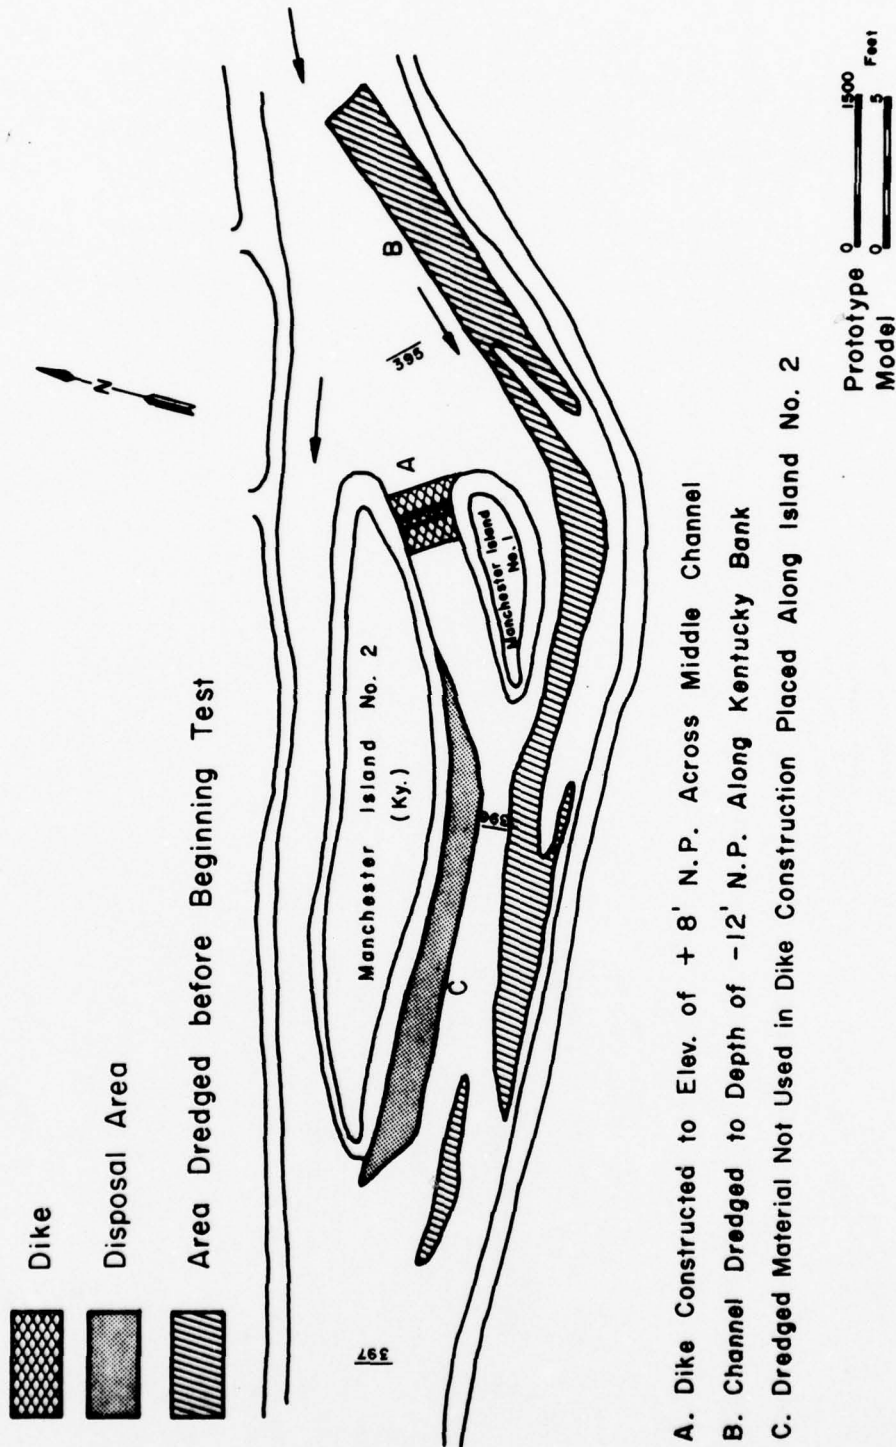 Dike
Disposal Area
Area Dredged before Beginning Test
N
B
395
A
Manchester Island No. 2
(Ky.)
Manchester Island
No. 1
396
C
397
A. Dike Constructed to Elev. of + 8' N.P. Across Middle Channel
B. Channel Dredged to Depth of -12' N.P. Along Kentucky Bank
C. Dredged Material Not Used in Dike Construction Placed Along Island No. 2
Prototype 0 1500
Model 0 5 Feet